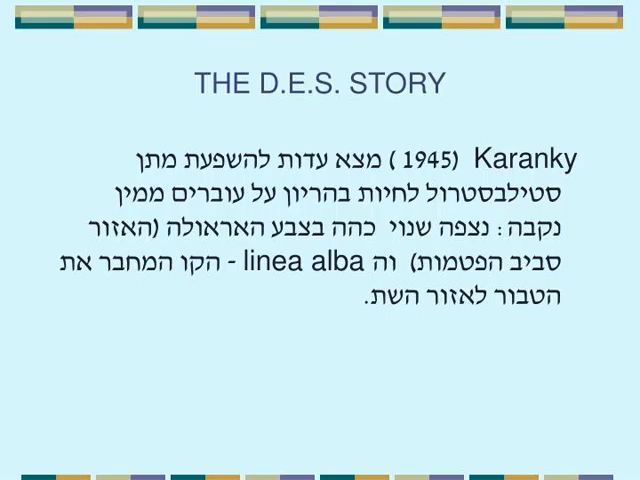 THE D.E.S. STORY
Karanky (1945 ) מצא עדות להשפעת מתן
סטילבסטרול לחיות בהריון על עוברים ממין
נקבה: נצפה שנוי כהה בצבע האראולה (האזור
סביב הפטמות) וה linea alba - הקו המחבר את
הטבור לאזור השת.